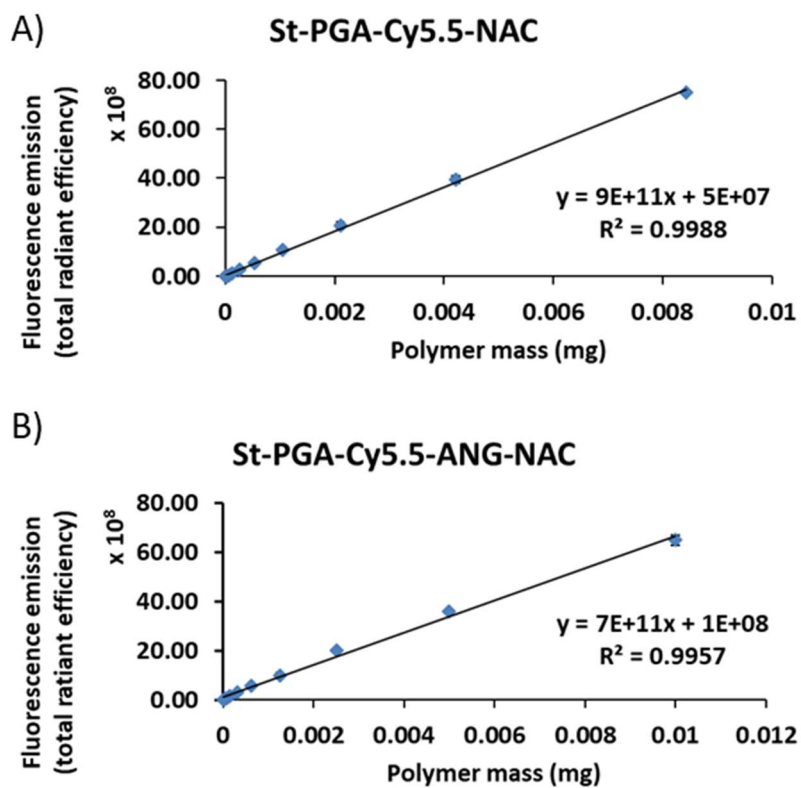 A)
St-PGA-Cy5.5-NAC
Fluorescence emission
(total radiant efficiency)
x 10⁸
80.00
60.00
40.00
20.00
0.00
y = 9E+11x + 5E+07
R² = 0.9988
0 0.002 0.004 0.006 0.008 0.01
Polymer mass (mg)
B)
St-PGA-Cy5.5-ANG-NAC
Fluorescence emission
(total ratiant efficiency)
x 10⁸
80.00
60.00
40.00
20.00
0.00
y = 7E+11x + 1E+08
R² = 0.9957
0 0.002 0.004 0.006 0.008 0.01 0.012
Polymer mass (mg)